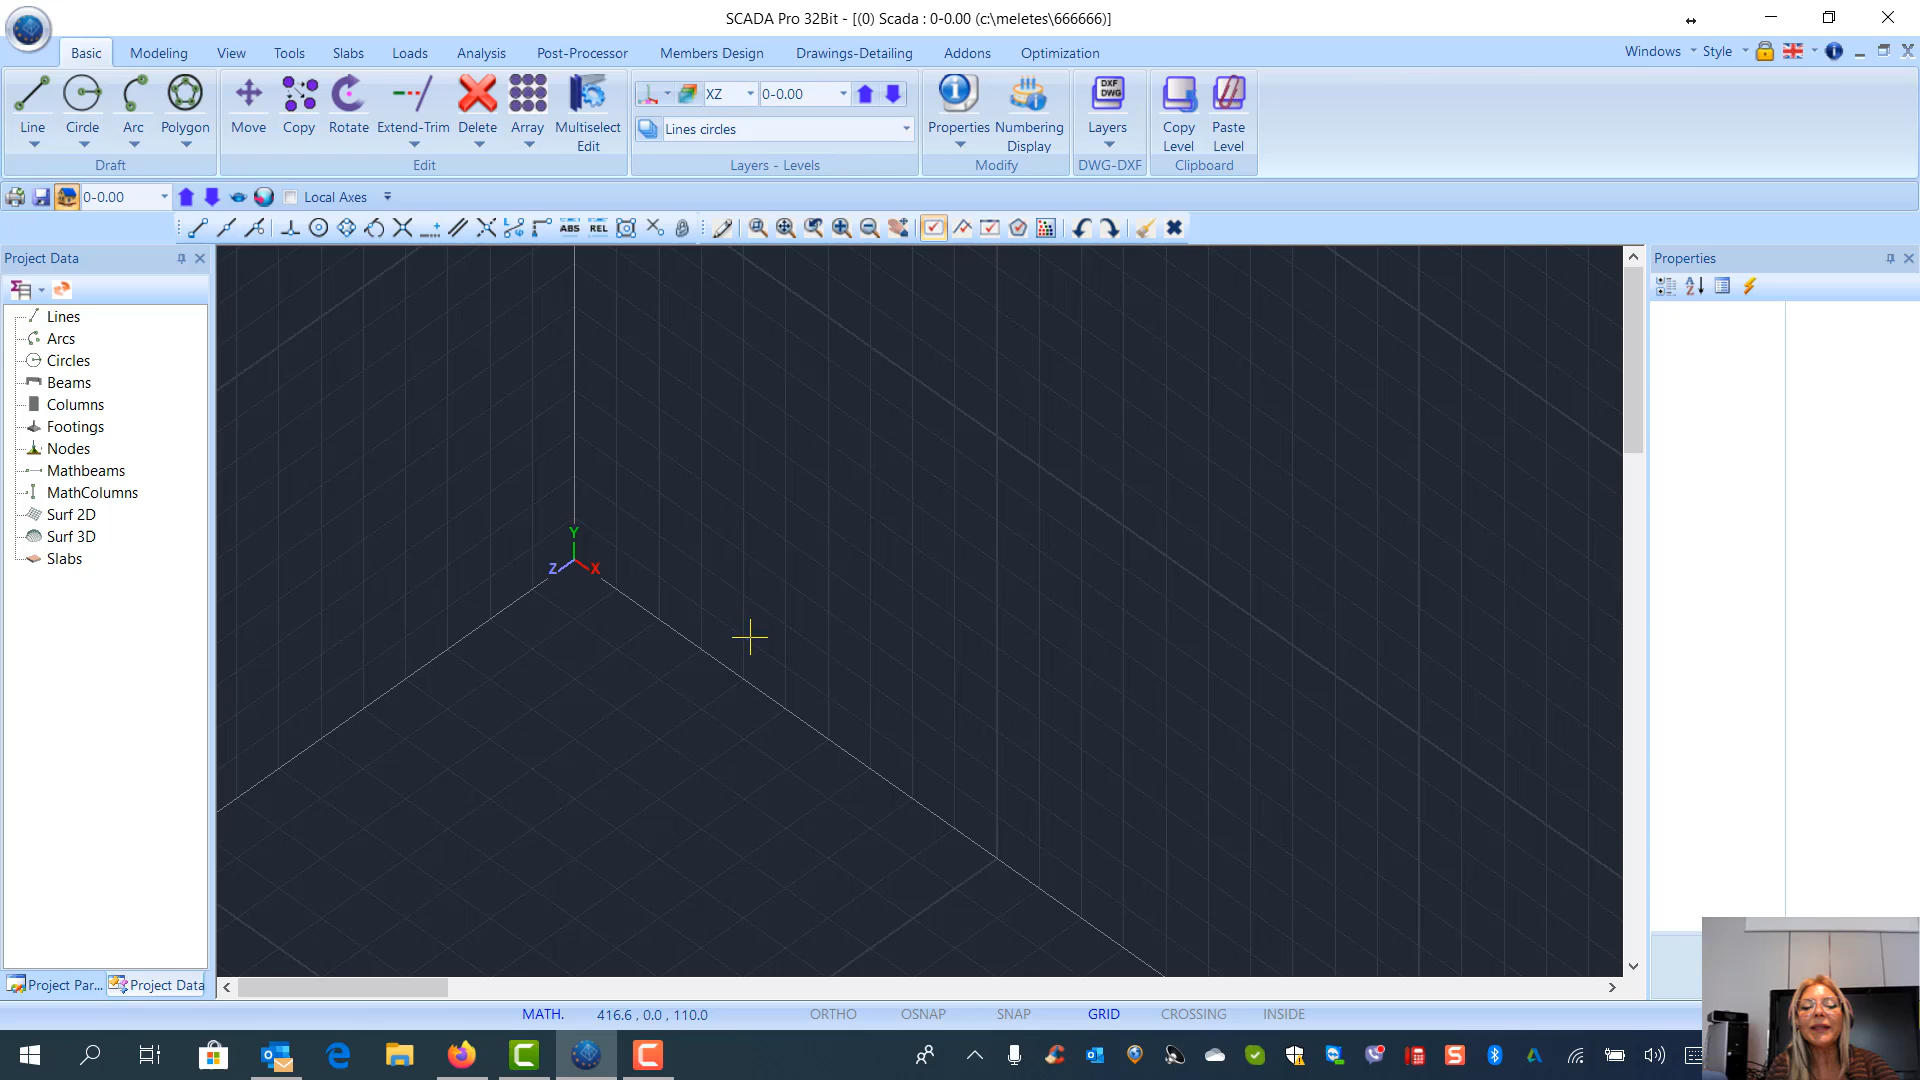 SCADA Pro 32Bit - [(0) Scada : 0-0.00 (c:\meletes\666666)]
Basic Modeling View Tools Slabs Loads Analysis Post-Processor Members Design Drawings-Detailing Addons Optimization
Windows Style
Line Circle Arc Polygon
Draft
Move Copy Rotate Extend-Trim Delete Array Multiselect Edit
Edit
XZ 0-0.00
Lines circles
Layers - Levels
Properties Numbering Display
Modify
DXF DWG
Layers
DWG-DXF
Copy Level Paste Level
Clipboard
0-0.00 Local Axes
ABS REL
Project Data
Lines
Arcs
Circles
Beams
Columns
Footings
Nodes
Mathbeams
MathColumns
Surf 2D
Surf 3D
Slabs
Project Par... Project Data
Y
Z X
Properties
MATH. 416.6 , 0.0 , 110.0 ORTHO OSNAP SNAP GRID CROSSING INSIDE